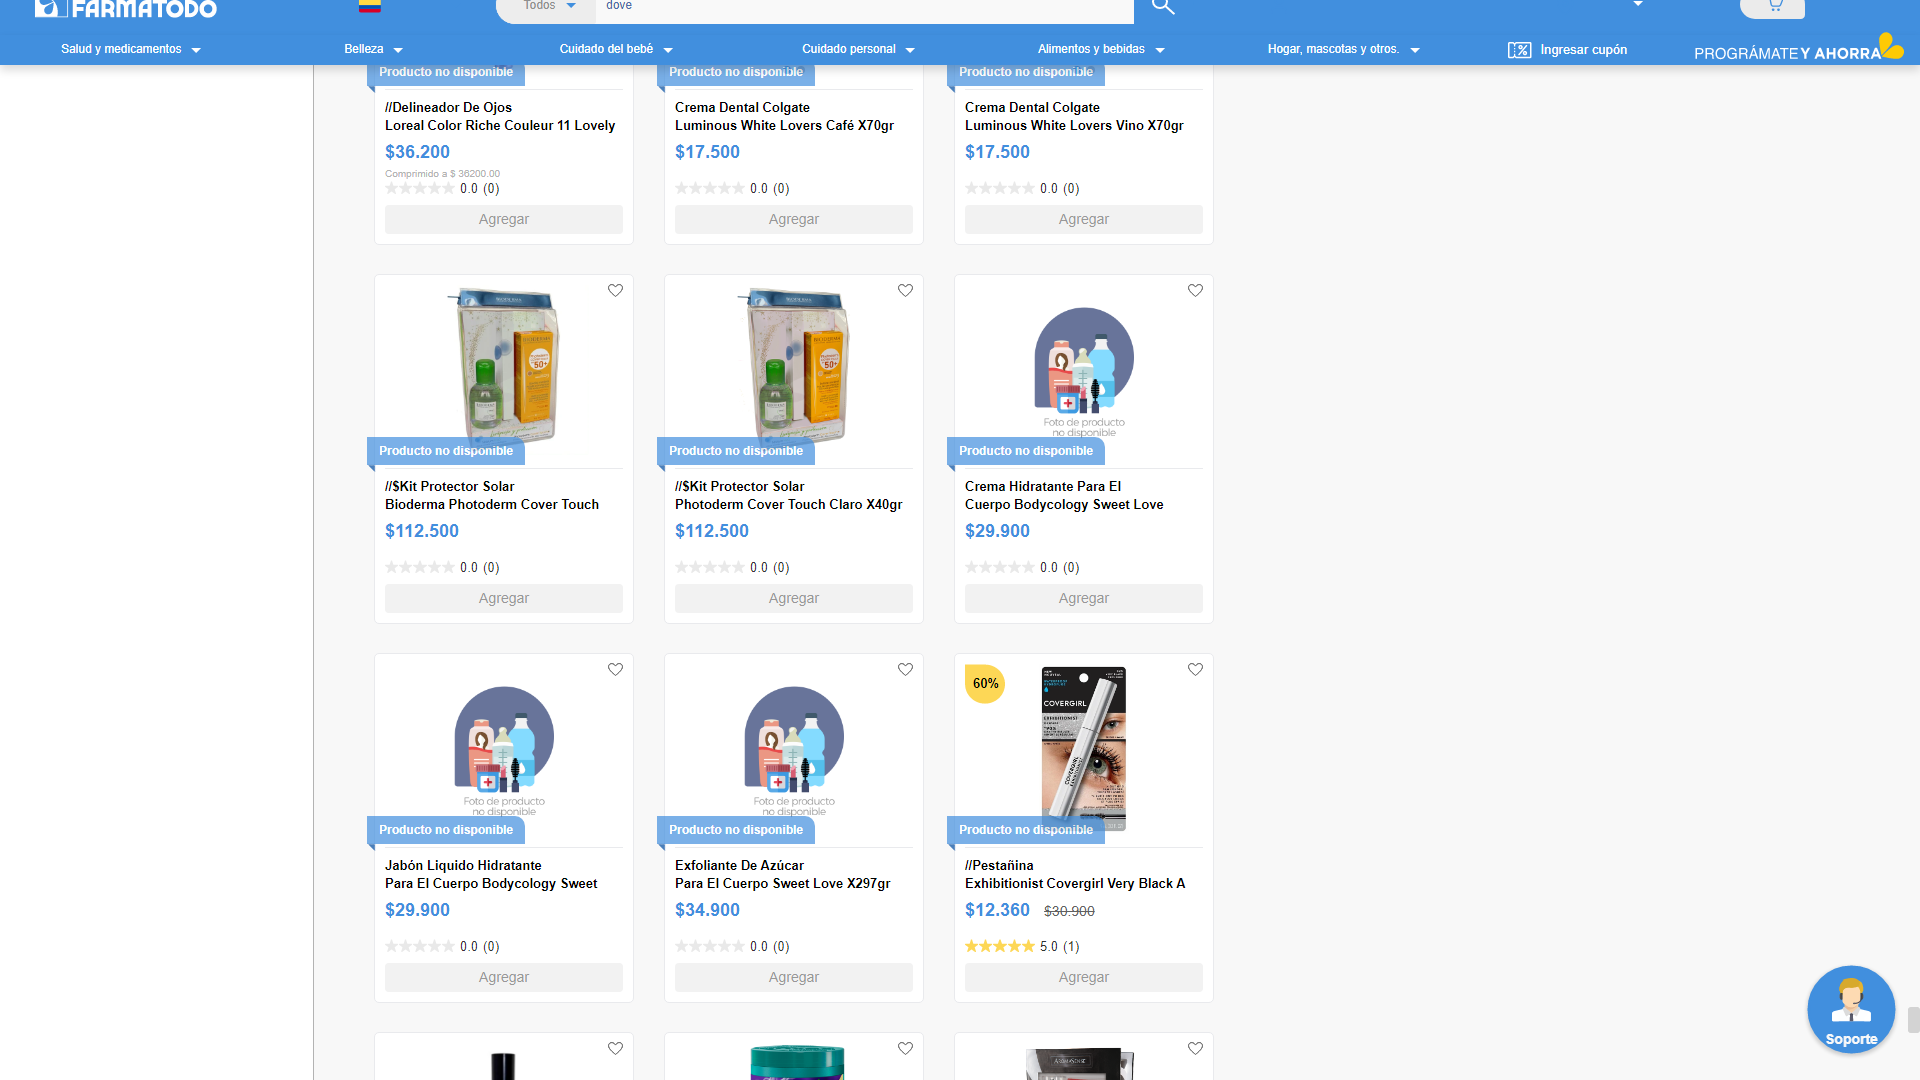 FARMATODO
Todos
dove
Salud y medicamentos
Belleza
Cuidado del bebé
Cuidado personal
Alimentos y bebidas
Hogar, mascotas y otros.
Ingresar cupón
PROGRÁMATE Y AHORRA
Producto no disponible
//Delineador De Ojos
Loreal Color Riche Couleur 11 Lovely
$36.200
Comprimido a $ 36200.00
0.0 (0)
Agregar
Producto no disponible
Crema Dental Colgate
Luminous White Lovers Café X70gr
$17.500
0.0 (0)
Agregar
Producto no disponible
Crema Dental Colgate
Luminous White Lovers Vino X70gr
$17.500
0.0 (0)
Agregar
50+
Producto no disponible
//$Kit Protector Solar
Bioderma Photoderm Cover Touch
$112.500
0.0 (0)
Agregar
50+
Producto no disponible
//$Kit Protector Solar
Photoderm Cover Touch Claro X40gr
$112.500
0.0 (0)
Agregar
Foto de producto
no disponible
Producto no disponible
Crema Hidratante Para El
Cuerpo Bodycology Sweet Love
$29.900
0.0 (0)
Agregar
Foto de producto
no disponible
Producto no disponible
Jabón Liquido Hidratante
Para El Cuerpo Bodycology Sweet
$29.900
0.0 (0)
Agregar
Foto de producto
no disponible
Producto no disponible
Exfoliante De Azúcar
Para El Cuerpo Sweet Love X297gr
$34.900
0.0 (0)
Agregar
60%
COVERGIRL
EXHIBITIONIST
COVERGIRL
Producto no disponible
//Pestañina
Exhibitionist Covergirl Very Black A
$12.360 $30.900
5.0 (1)
Agregar
Soporte